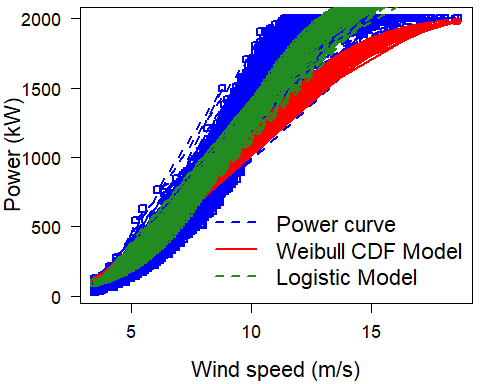 2000
1500
1000
500
0
Power (kW)
Power curve
Weibull CDF Model
Logistic Model
5 10 15
Wind speed (m/s)